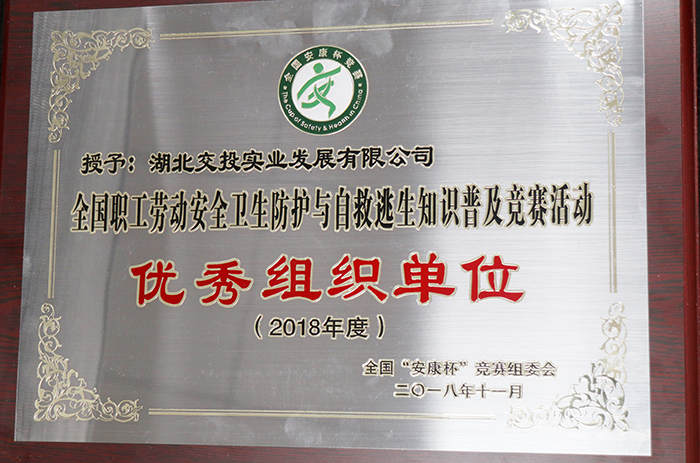 全国安康杯竞赛
The Cup of Safety & Health in China
授予：湖北交投实业发展有限公司
全国职工劳动安全卫生防护与自救逃生知识普及竞赛活动
优秀组织单位
（2018年度）
全国“安康杯”竞赛组委会
二〇一八年十一月